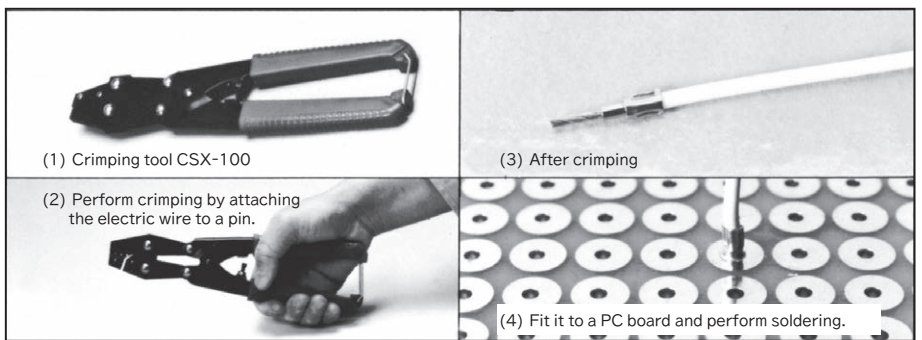 (1) Crimping tool CSX-100
(2) Perform crimping by attaching
the electric wire to a pin.
(3) After crimping
(4) Fit it to a PC board and perform soldering.